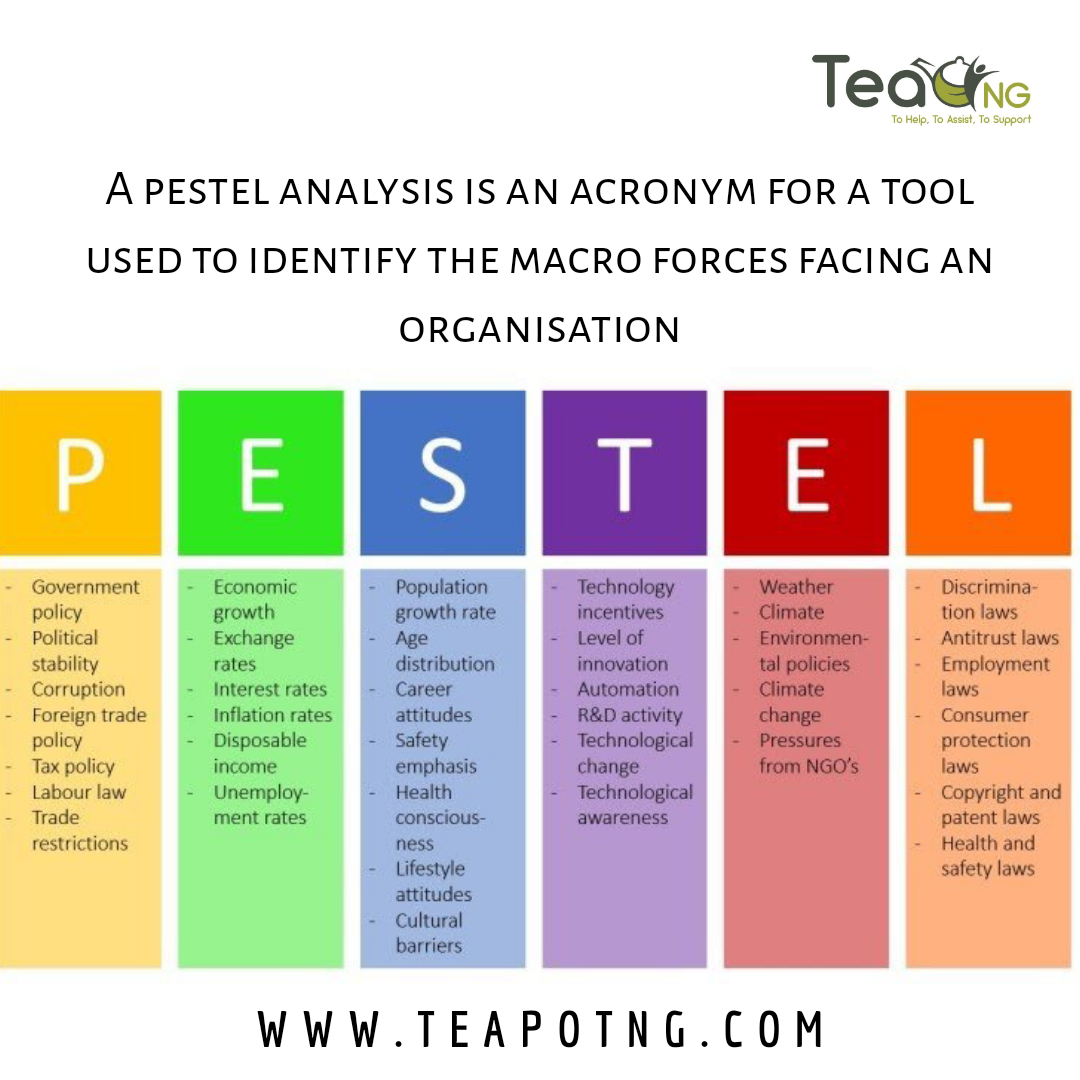 Tea NG
To Help, To Assist, To Support
A PESTEL ANALYSIS IS AN ACRONYM FOR A TOOL
USED TO IDENTIFY THE MACRO FORCES FACING AN
ORGANISATION
P
- Government
policy
- Political
stability
- Corruption
- Foreign trade
policy
- Tax policy
- Labour law
- Trade
restrictions
E
- Economic
growth
- Exchange
rates
- Interest rates
- Inflation rates
- Disposable
income
- Unemploy-
ment rates
S
- Population
growth rate
- Age
distribution
- Career
attitudes
- Safety
emphasis
- Health
conscious-
ness
- Lifestyle
attitudes
- Cultural
barriers
T
- Technology
incentives
- Level of
innovation
- Automation
- R&D activity
- Technological
change
- Technological
awareness
E
- Weather
- Climate
- Environmen-
tal policies
- Climate
change
- Pressures
from NGO's
L
- Discrimina-
tion laws
- Antitrust laws
- Employment
laws
- Consumer
protection
laws
- Copyright and
patent laws
- Health and
safety laws
WWW.TEAPOTNG.COM